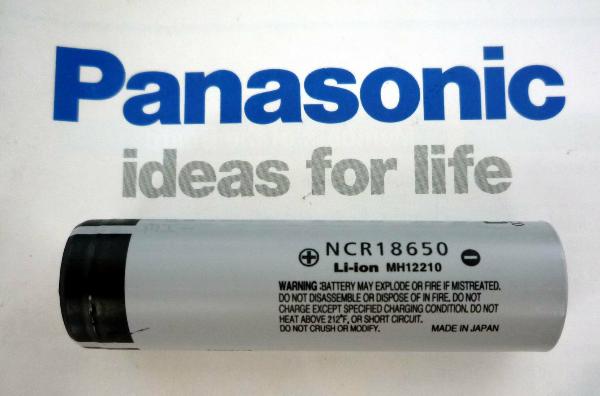 Panasonic
ideas for life
⊕ NCR18650 ⊖
Li-ion MH12210
WARNING :BATTERY MAY EXPLODE OR FIRE IF MISTREATED.
DO NOT DISASSEMBLE OR DISPOSE OF IN FIRE. DO NOT
CHARGE EXCEPT SPECIFIED CHARGING CONDITION. DO NOT
HEAT ABOVE 212°F, OR SHORT CIRCUIT.
DO NOT CRUSH OR MODIFY. MADE IN JAPAN